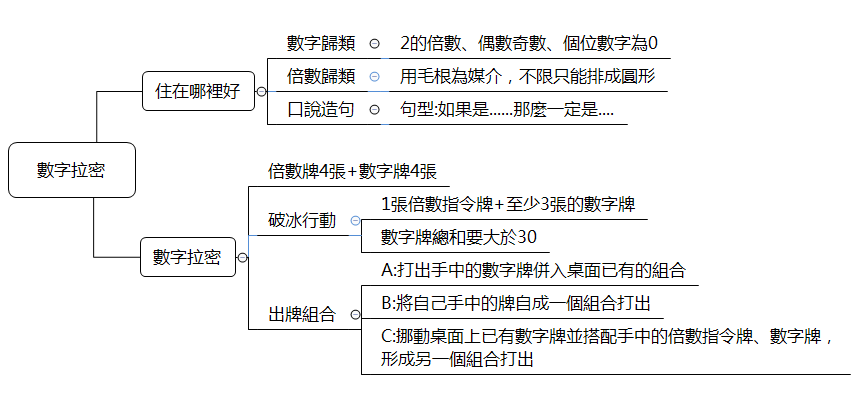 數字拉密
住在哪裡好
數字歸類
2的倍數、偶數奇數、個位數字為0
倍數歸類
用毛根為媒介，不限只能排成圓形
口說造句
句型:如果是......那麼一定是....
數字拉密
倍數牌4張+數字牌4張
破冰行動
1張倍數指令牌+至少3張的數字牌
數字牌總和要大於30
出牌組合
A:打出手中的數字牌併入桌面已有的組合
B:將自己手中的牌自成一個組合打出
C:挪動桌面上已有數字牌並搭配手中的倍數指令牌、數字牌，
形成另一個組合打出